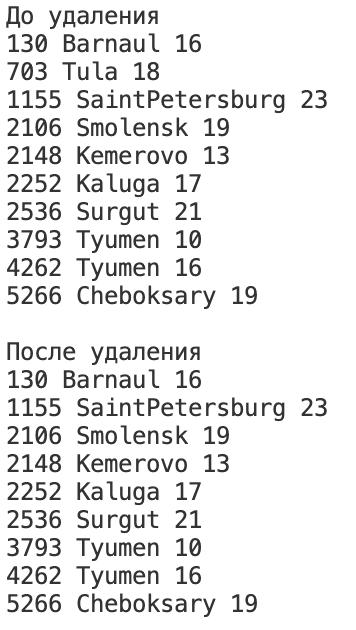 До удаления
130 Barnaul 16
703 Tula 18
1155 SaintPetersburg 23
2106 Smolensk 19
2148 Kemerovo 13
2252 Kaluga 17
2536 Surgut 21
3793 Tyumen 10
4262 Tyumen 16
5266 Cheboksary 19
После удаления
130 Barnaul 16
1155 SaintPetersburg 23
2106 Smolensk 19
2148 Kemerovo 13
2252 Kaluga 17
2536 Surgut 21
3793 Tyumen 10
4262 Tyumen 16
5266 Cheboksary 19